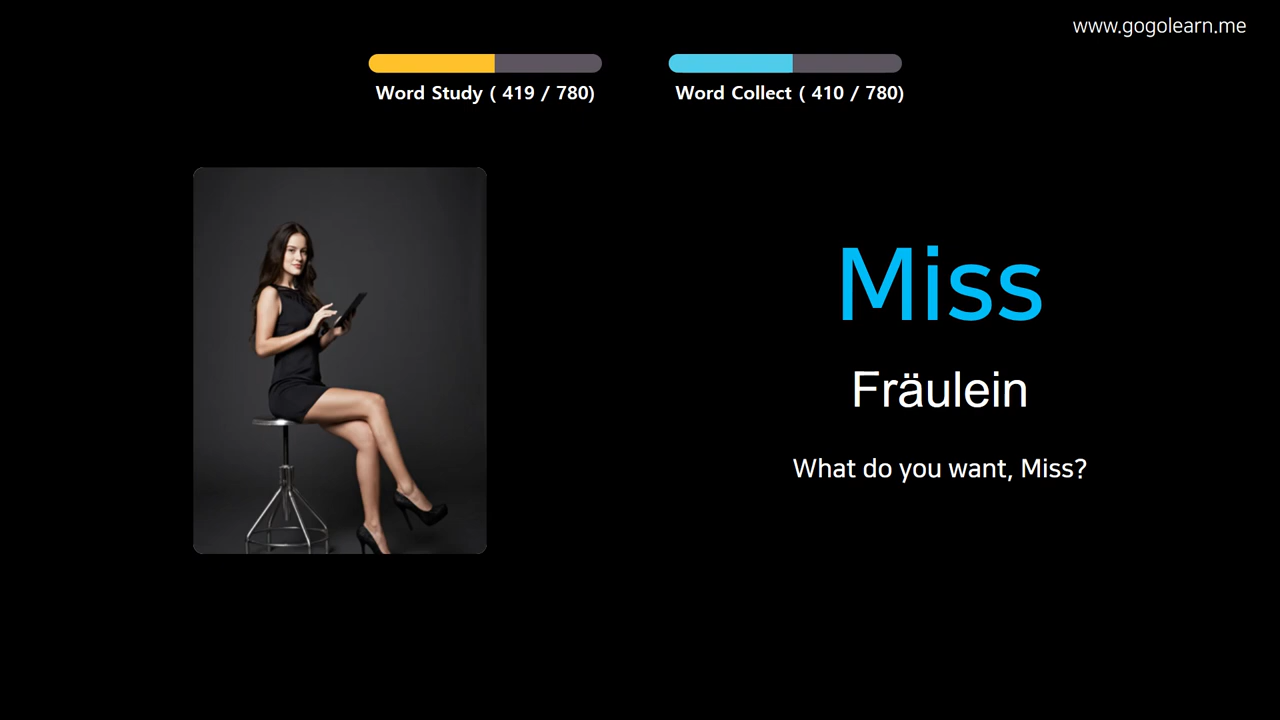 www.gogolearn.me
Word Study ( 419 / 780)
Word Collect ( 410 / 780)
Miss
Fräulein
What do you want, Miss?